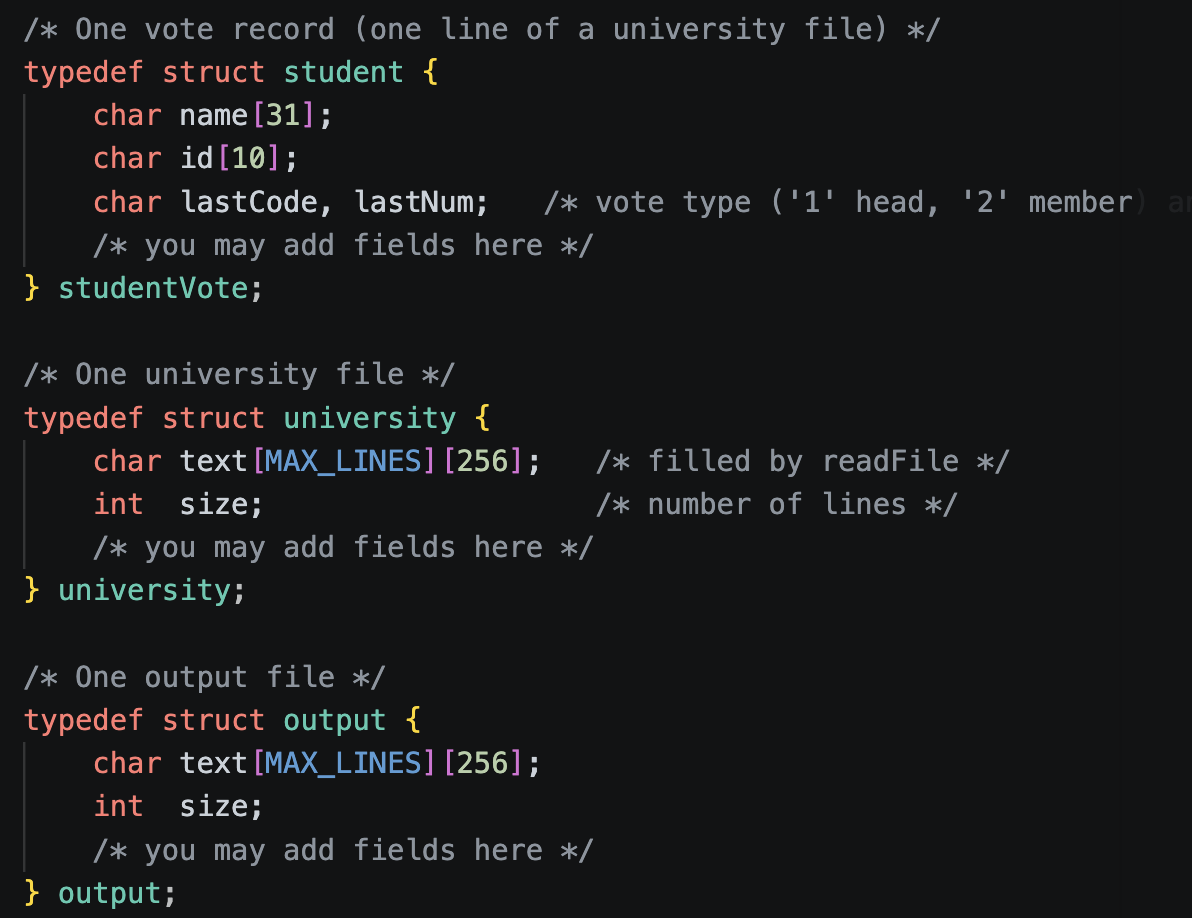 /* One vote record (one line of a university file) */
typedef struct student {
    char name[31];
    char id[10];
    char lastCode, lastNum;   /* vote type ('1' head, '2' member)
    /* you may add fields here */
} studentVote;

/* One university file */
typedef struct university {
    char text[MAX_LINES][256];   /* filled by readFile */
    int  size;                   /* number of lines */
    /* you may add fields here */
} university;

/* One output file */
typedef struct output {
    char text[MAX_LINES][256];
    int  size;
    /* you may add fields here */
} output;